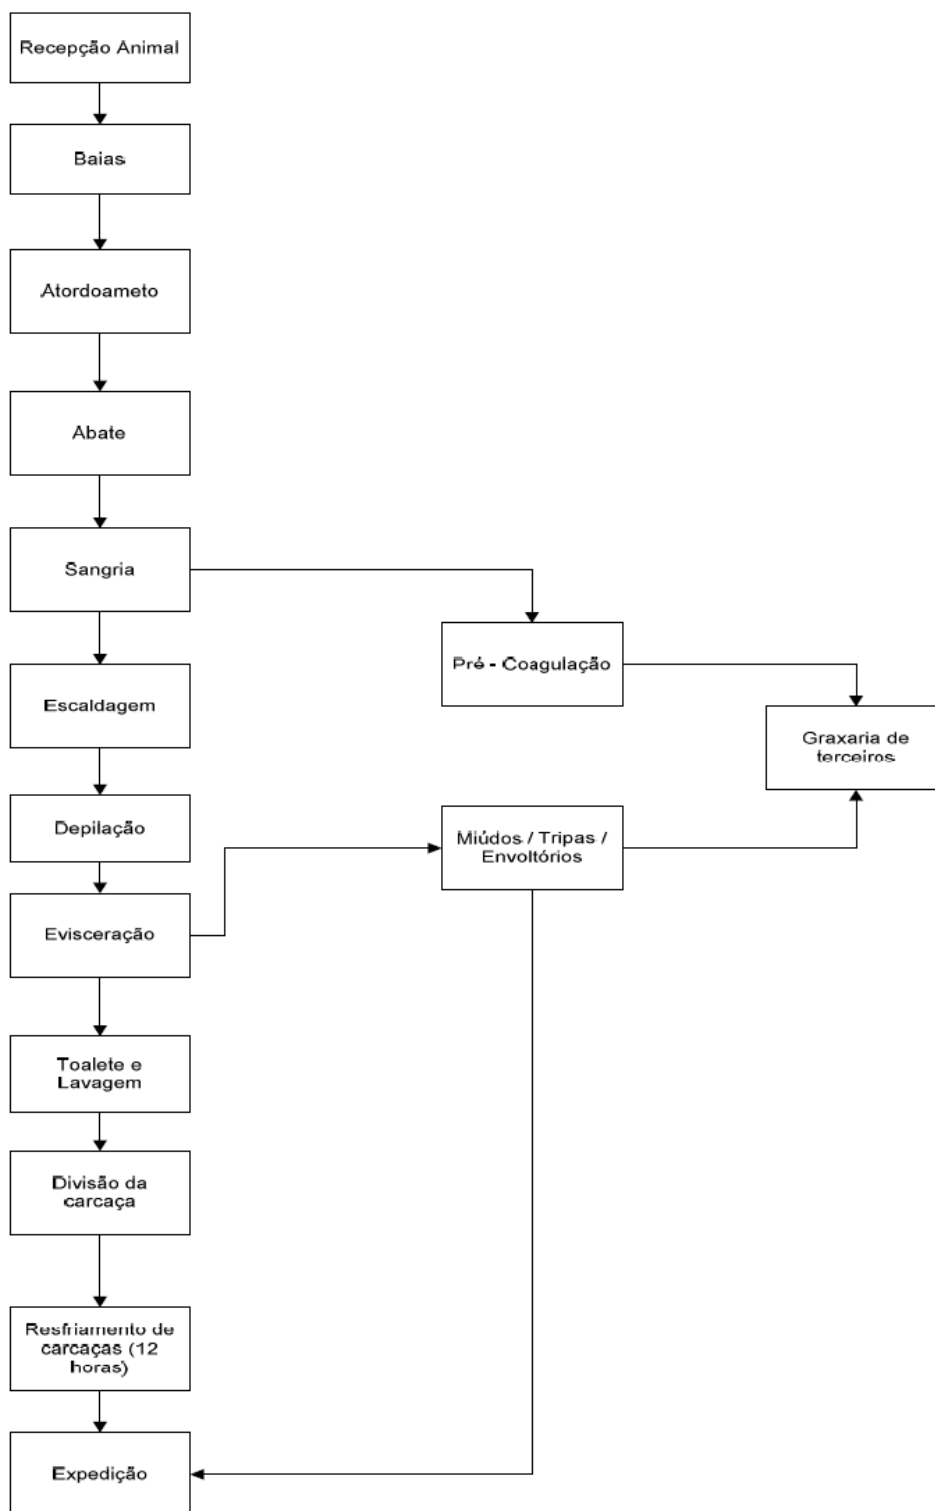 Recepção Animal
Baias
Atordoameto
Abate
Sangria
Pré - Coagulação
Escaldagem
Graxaria de
terceiros
Depilação
Miúdos / Tripas /
Envoltórios
Evisceração
Toalete e
Lavagem
Divisão da
carcaça
Resfriamento de
carcaças (12
horas)
Expedição